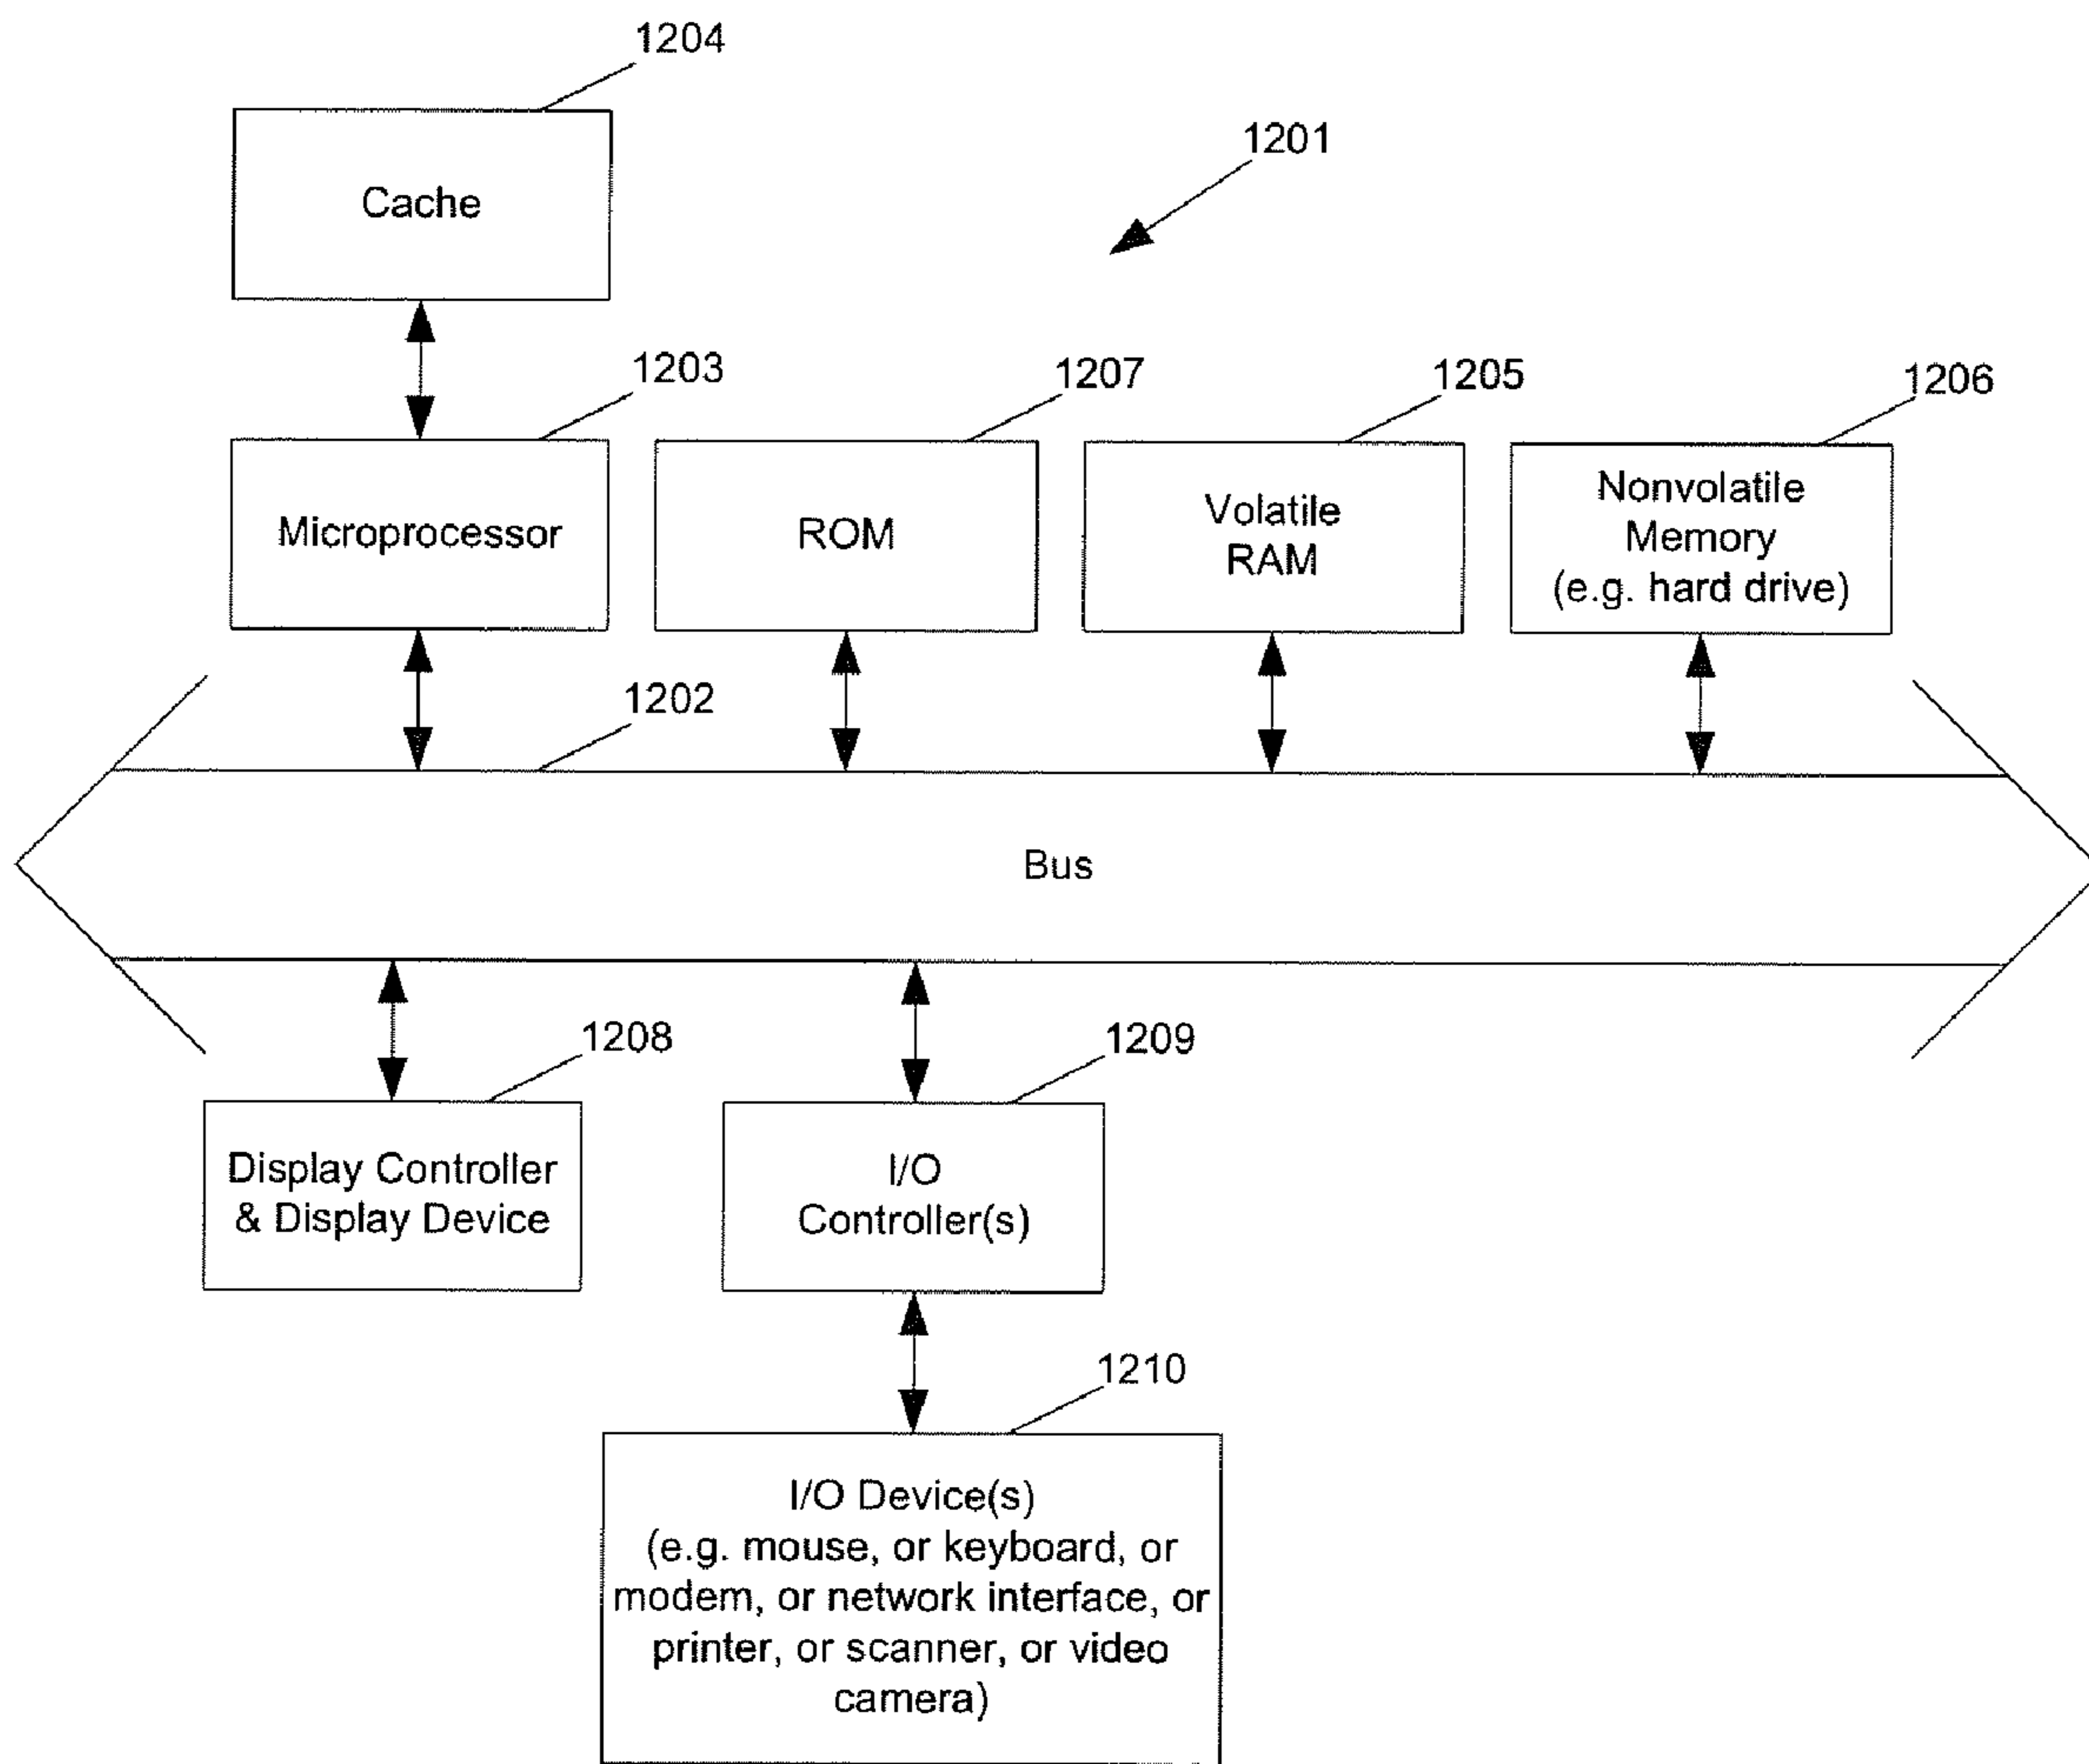 1204
1201
Cache
1203
1207
1205
1206
Microprocessor
ROM
Volatile
RAM
Nonvolatile
Memory
(e.g. hard drive)
1202
Bus
1208
1209
Display Controller
& Display Device
I/O
Controller(s)
1210
I/O Device(s)
(e.g. mouse, or keyboard, or
modem, or network interface, or
printer, or scanner, or video
camera)